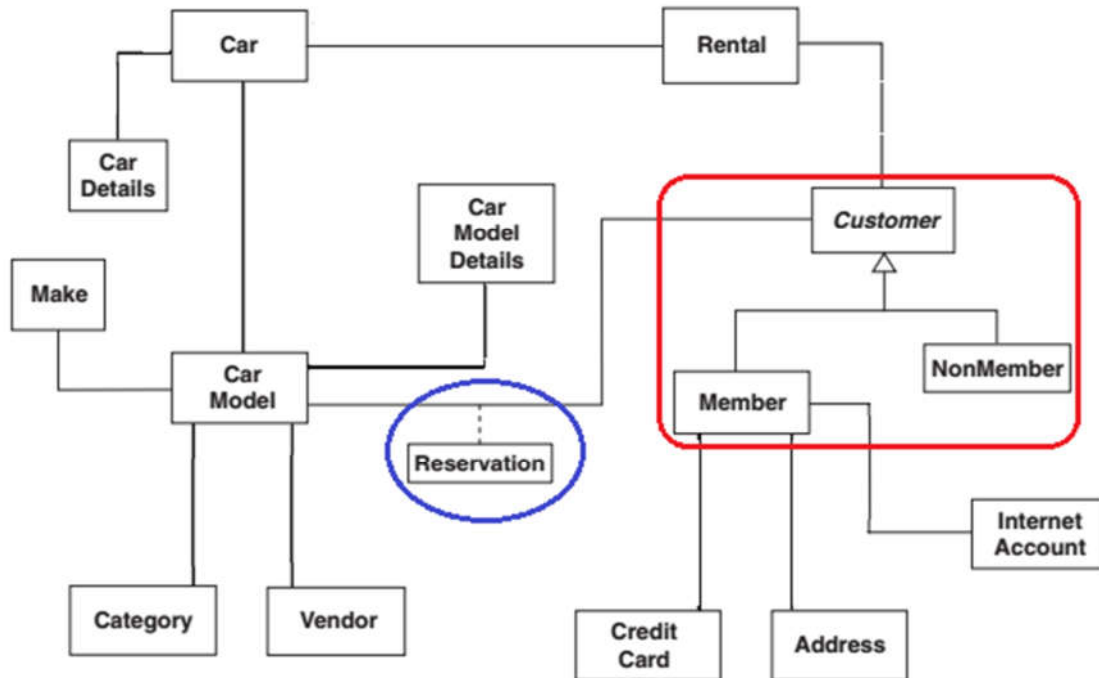 Car
Rental
Car
Details
Car
Model
Details
Customer
Make
Car
Model
Member
NonMember
Reservation
Internet
Account
Category
Vendor
Credit
Card
Address